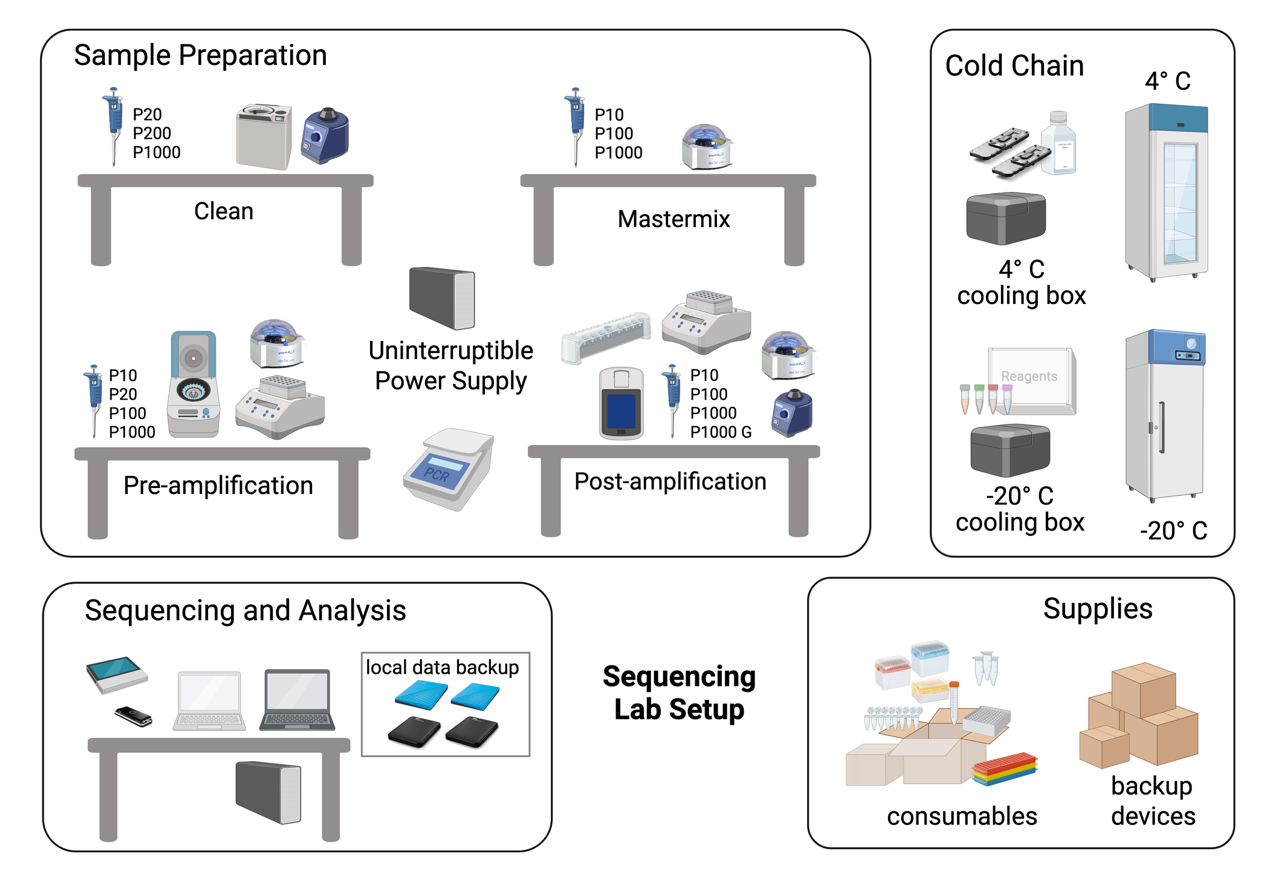 Sample Preparation
P20
P200
P1000
Clean
P10
P100
P1000
Mastermix
Uninterruptible
Power Supply
P10
P20
P100
P1000
Pre-amplification
PCR
P10
P100
P1000
P1000 G
Post-amplification
Cold Chain
4° C
4° C
cooling box
Reagents
-20° C
cooling box
-20° C
Sequencing and Analysis
local data backup
Sequencing
Lab Setup
Supplies
consumables
backup
devices